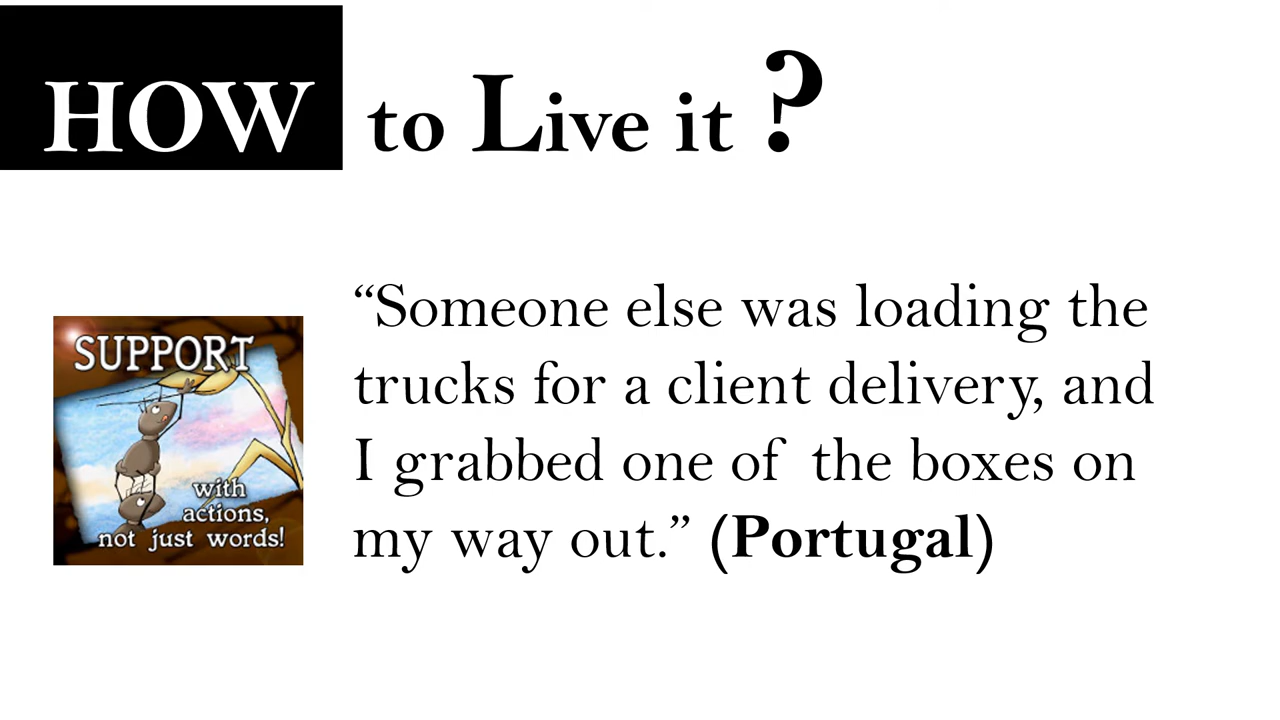 HOW to Live it ?
SUPPORT
with
actions,
not just words!
“Someone else was loading the
trucks for a client delivery, and
I grabbed one of the boxes on
my way out.” (Portugal)